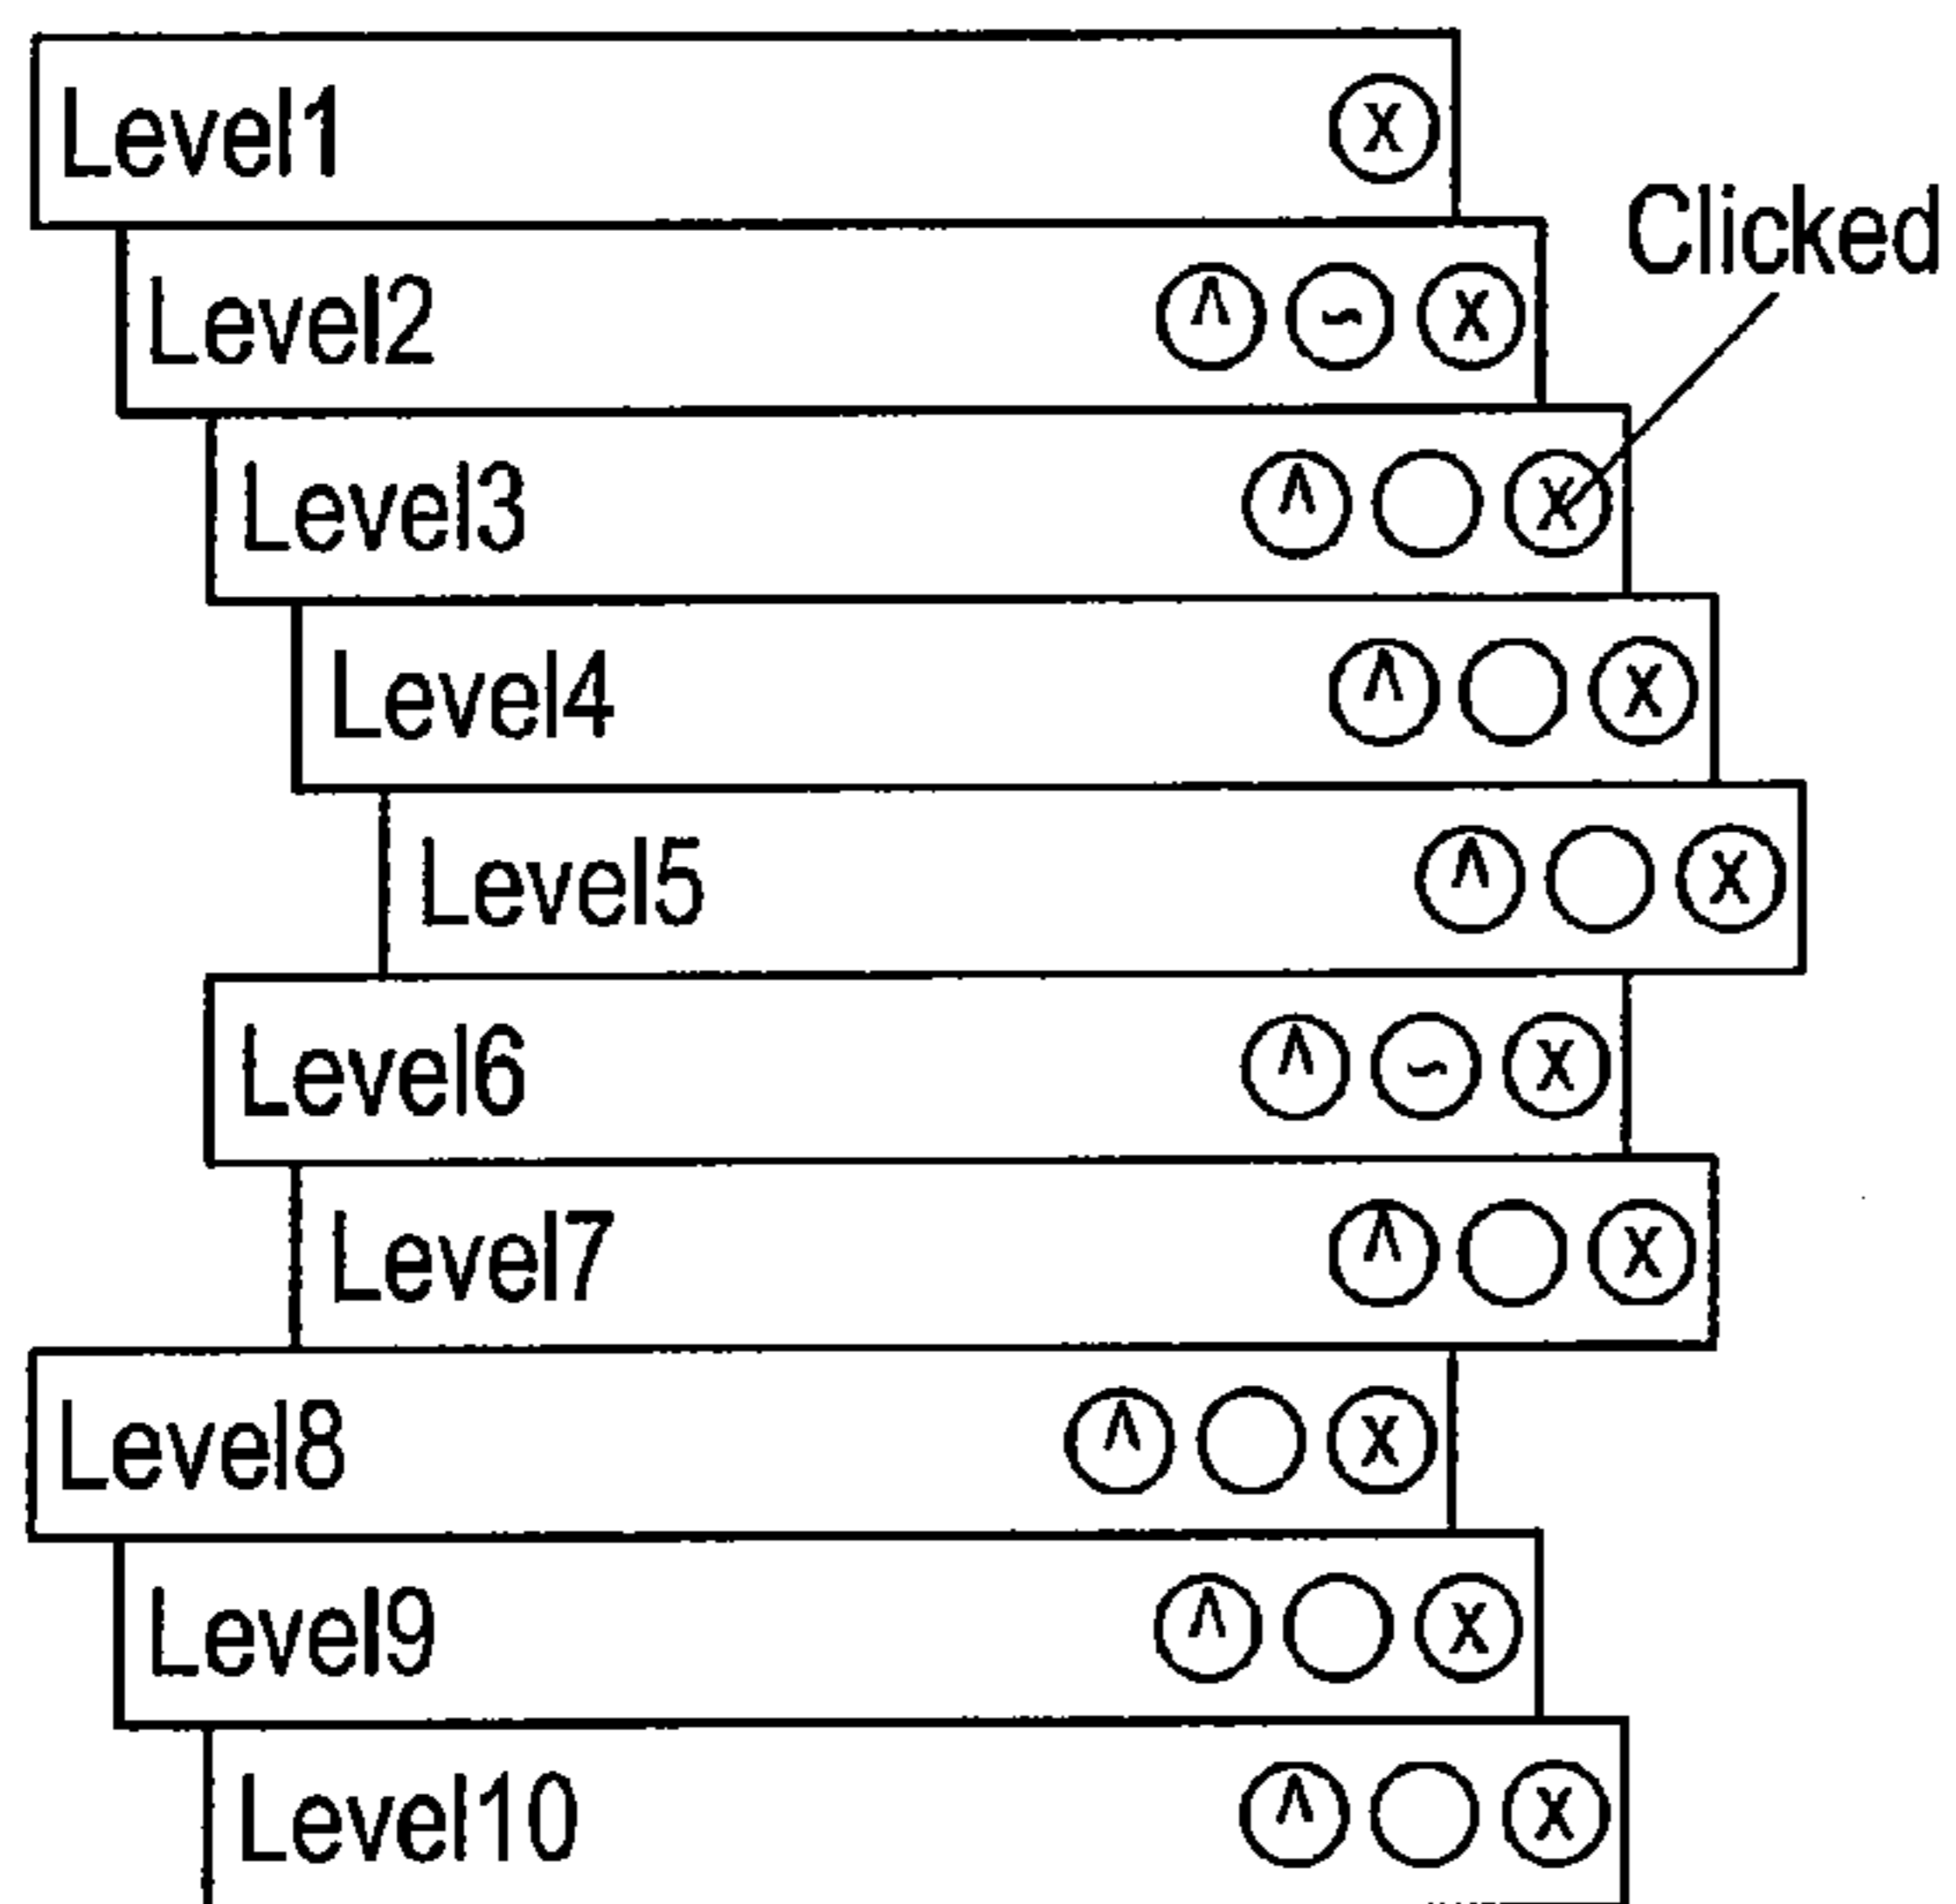 Level1 X
Clicked
Level2 ^ ~ X
Level3 ^ X
Level4 ^ X
Level5 ^ X
Level6 ^ ~ X
Level7 ^ X
Level8 ^ X
Level9 ^ X
Level10 ^ X